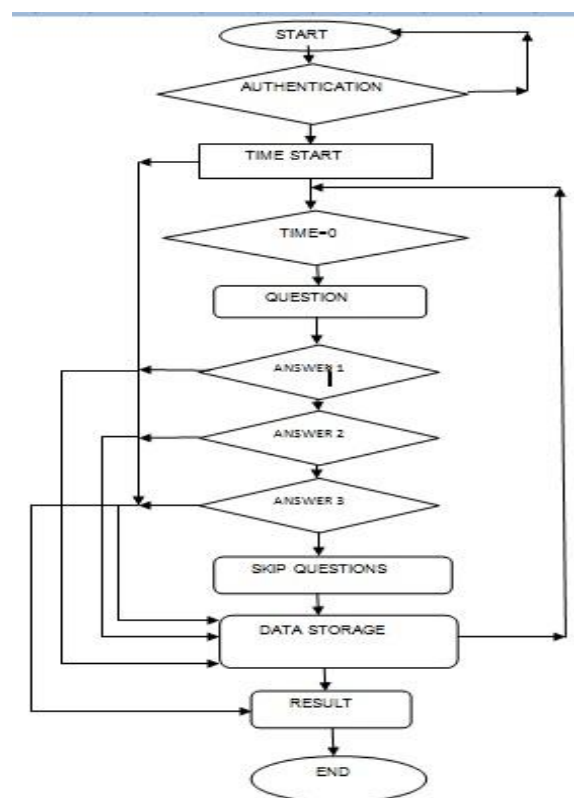 START
AUTHENTICATION
TIME START
TIME=0
QUESTION
ANSWER 1
ANSWER 2
ANSWER 3
SKIP QUESTIONS
DATA STORAGE
RESULT
END